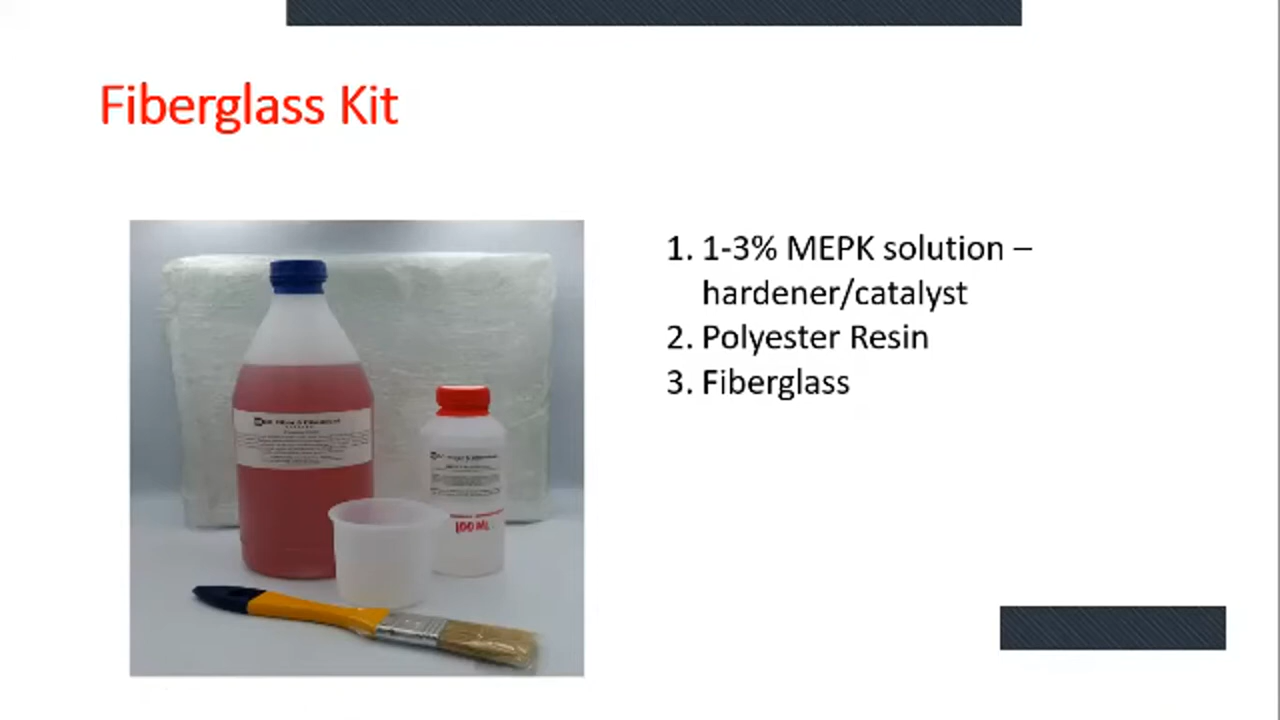 Fiberglass Kit
1. 1-3% MEPK solution –
hardener/catalyst
2. Polyester Resin
3. Fiberglass
100 ML